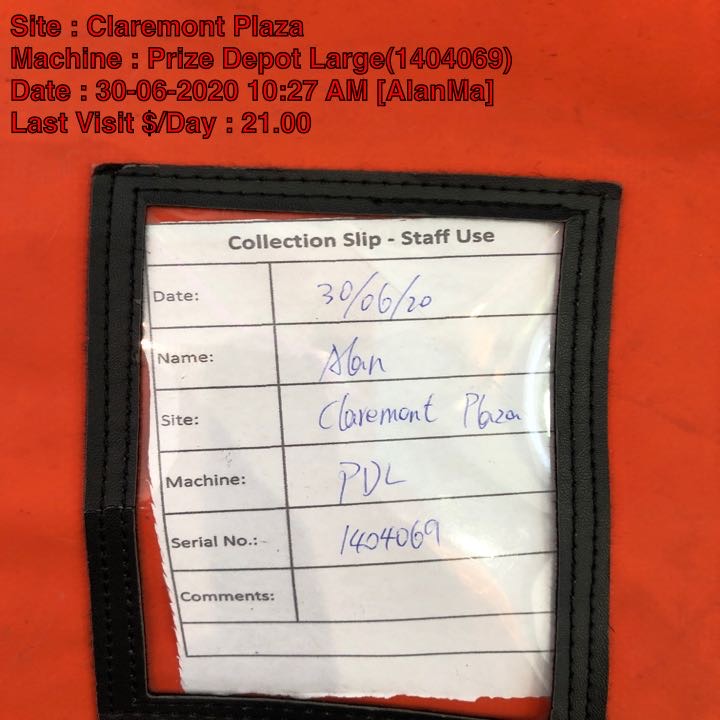 Site : Claremont Plaza
Machine : Prize Depot Large(1404069)
Date : 30-06-2020 10:27 AM [AlanMa]
Last Visit $/Day : 21.00
Collection Slip - Staff Use
Date: 30/06/20
Name: Alan
Site: Claremont Plaza
Machine: PDL
Serial No.: 1404069
Comments: